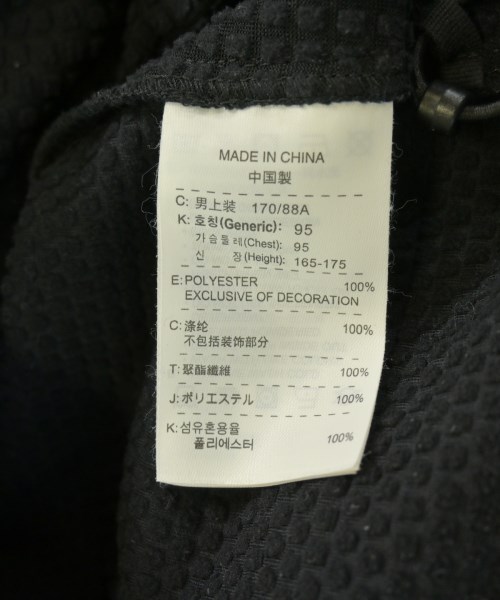 MADE IN CHINA
中国製
C: 男上装 170/88A
K: 호칭(Generic): 95
가슴둘레(Chest): 95
신 장(Height): 165-175
E: POLYESTER 100%
EXCLUSIVE OF DECORATION
C: 涤纶 100%
不包括装饰部分
T: 聚酯纖維 100%
J: ポリエステル 100%
K: 섬유혼용율
폴리에스터 100%